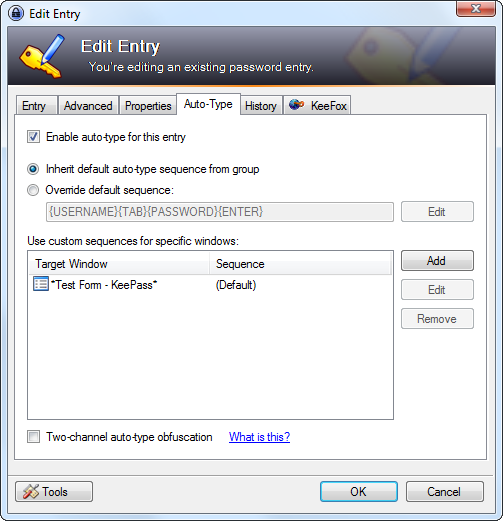 Edit Entry
Edit Entry
You're editing an existing password entry.
Entry Advanced Properties Auto-Type History KeeFox
Enable auto-type for this entry
Inherit default auto-type sequence from group
Override default sequence:
{USERNAME}{TAB}{PASSWORD}{ENTER} Edit
Use custom sequences for specific windows:
Target Window Sequence Add
*Test Form - KeePass* (Default) Edit
Remove
Two-channel auto-type obfuscation What is this?
Tools OK Cancel